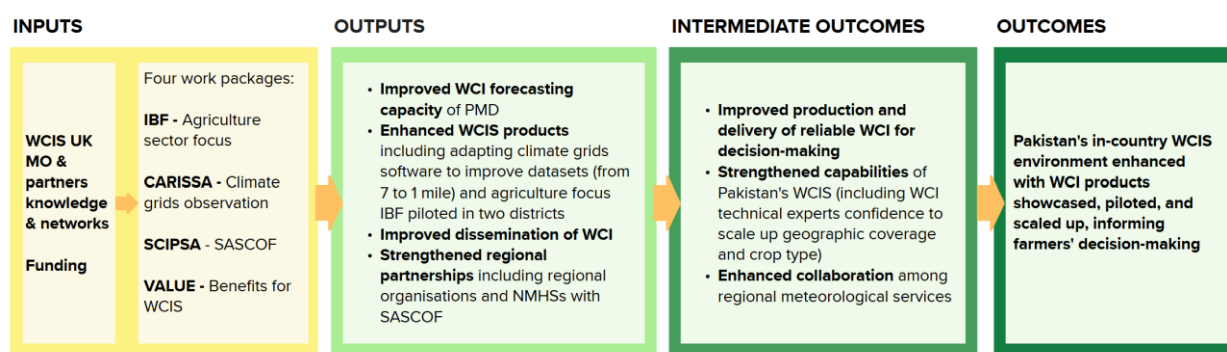 INPUTS
WCIS UK
MO &
partners
knowledge
& networks
Funding
Four work packages:
IBF - Agriculture
sector focus
CARISSA - Climate
grids observation
SCIPSA - SASCOF
VALUE - Benefits for
WCIS
OUTPUTS
• Improved WCI forecasting
capacity of PMD
• Enhanced WCIS products
including adapting climate grids
software to improve datasets (from
7 to 1 mile) and agriculture focus
IBF piloted in two districts
• Improved dissemination of WCI
• Strengthened regional
partnerships including regional
organisations and NMHSs with
SASCOF
INTERMEDIATE OUTCOMES
• Improved production and
delivery of reliable WCI for
decision-making
• Strengthened capabilities of
Pakistan's WCIS (including WCI
technical experts confidence to
scale up geographic coverage
and crop type)
• Enhanced collaboration among
regional meteorological services
OUTCOMES
Pakistan's in-country WCIS
environment enhanced
with WCI products
showcased, piloted, and
scaled up, informing
farmers' decision-making